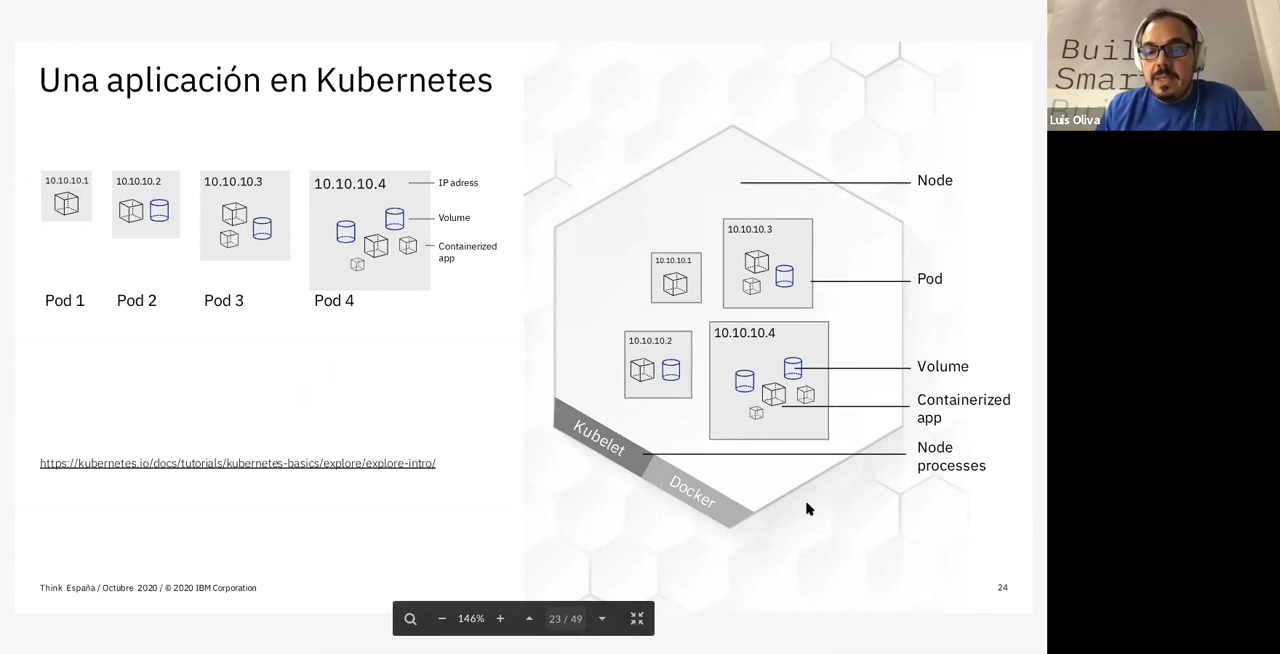 Una aplicación en Kubernetes
10.10.10.1
10.10.10.2
10.10.10.3
10.10.10.4
IP adress
Volume
Containerized
app
Pod 1
Pod 2
Pod 3
Pod 4
https://kubernetes.io/docs/tutorials/kubernetes-basics/explore/explore-intro/
Node
10.10.10.3
10.10.10.1
Pod
10.10.10.2
10.10.10.4
Volume
Containerized
app
Kubelet
Docker
Node
processes
Think España / Octubre 2020 / © 2020 IBM Corporation
24
146%
23 / 49
Luis Oliva